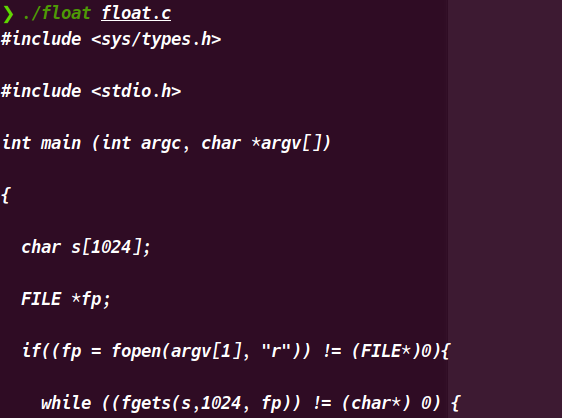 ❯ ./float float.c
#include <sys/types.h>
#include <stdio.h>
int main (int argc, char *argv[])
{
  char s[1024];
  FILE *fp;
  if((fp = fopen(argv[1], "r")) != (FILE*)0){
    while ((fgets(s,1024, fp)) != (char*) 0) {